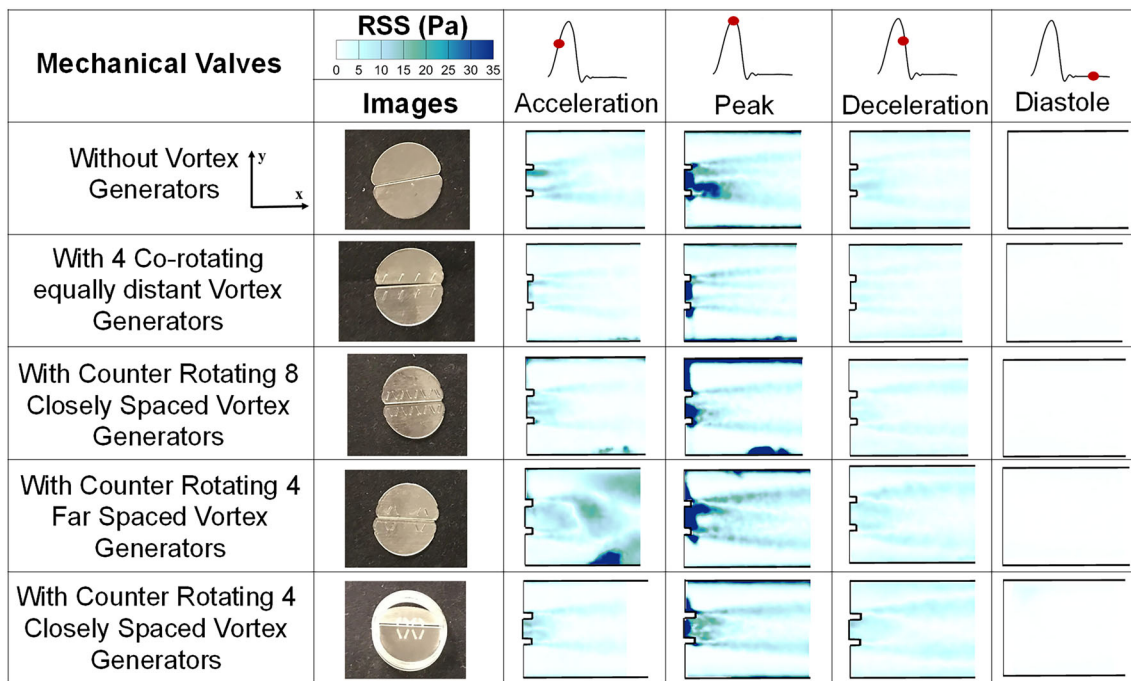 Mechanical Valves
RSS (Pa)
0 5 10 15 20 25 30 35
Images
Acceleration
Peak
Deceleration
Diastole
Without Vortex
Generators
y
x
With 4 Co-rotating
equally distant Vortex
Generators
With Counter Rotating 8
Closely Spaced Vortex
Generators
With Counter Rotating 4
Far Spaced Vortex
Generators
With Counter Rotating 4
Closely Spaced Vortex
Generators